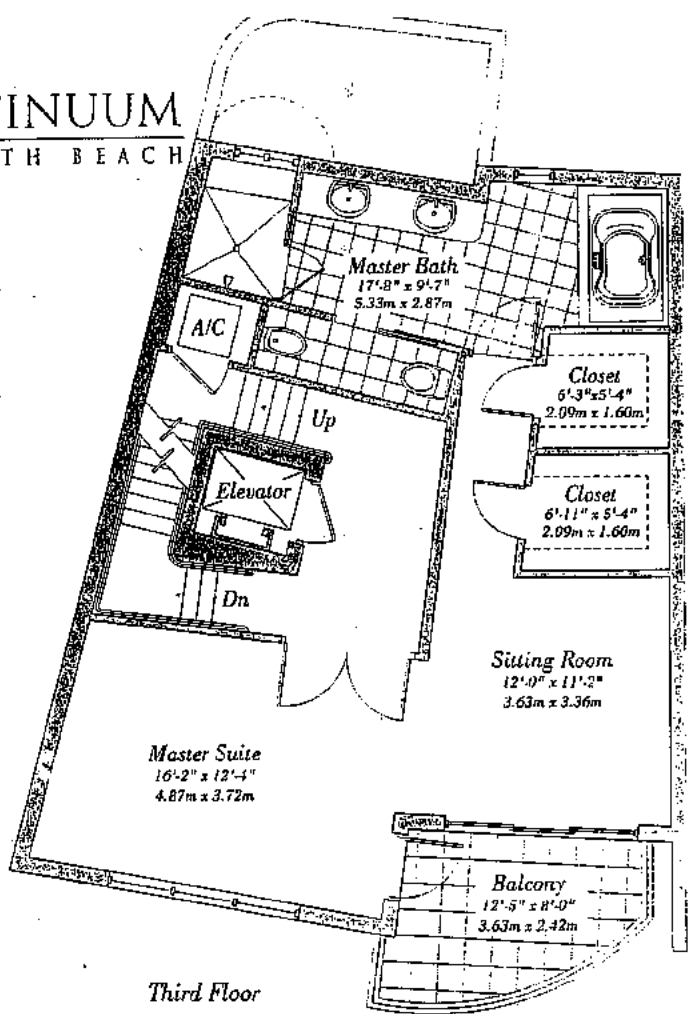 TINUUM
TH BEACH
Master Bath
17'-8" x 9'-7"
5.33m x 2.87m
A/C
Closet
6'-3"x5'-4"
2.09m x 1.60m
Up
Elevator
Closet
6'-11" x 5'-4"
2.09m x 1.60m
Dn
Sitting Room
12'-0" x 11'-2"
3.63m x 3.36m
Master Suite
16'-2" x 12'-4"
4.87m x 3.72m
Balcony
12'-5" x 8'-0"
3.63m x 2.42m
Third Floor